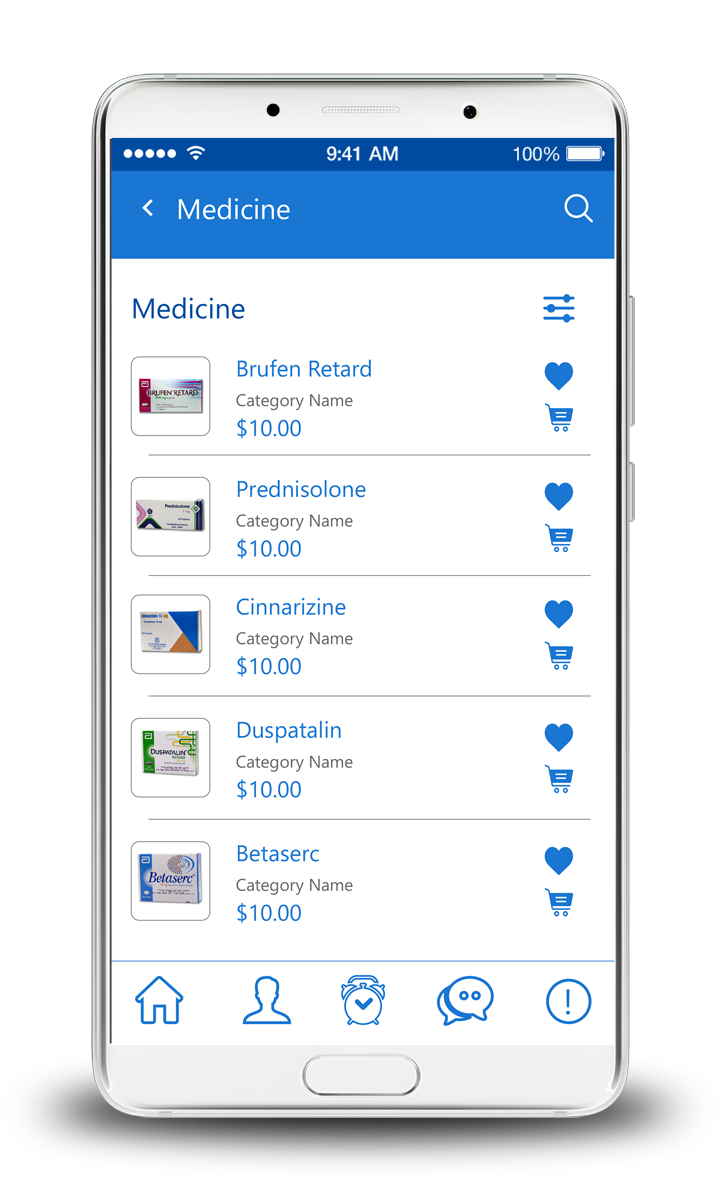 9:41 AM
100%
Medicine
Medicine
Brufen Retard
Category Name
$10.00
BRUFEN RETARD
Prednisolone
Category Name
$10.00
Prednisolone
Cinnarizine
Category Name
$10.00
Duspatalin
Category Name
$10.00
DUSPATALIN
RETARD
Betaserc
Category Name
$10.00
Betaserc